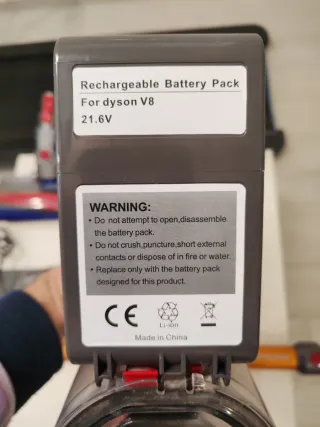 Rechargeable Battery Pack
For dyson V8
21.6V
WARNING:
• Do not attempt to open,disassemble
the battery pack.
• Do not crush,puncture,short external
contacts or dispose of in fire or water.
• Replace only with the battery pack
designed for this product.
CE
Li-ion
Made in China